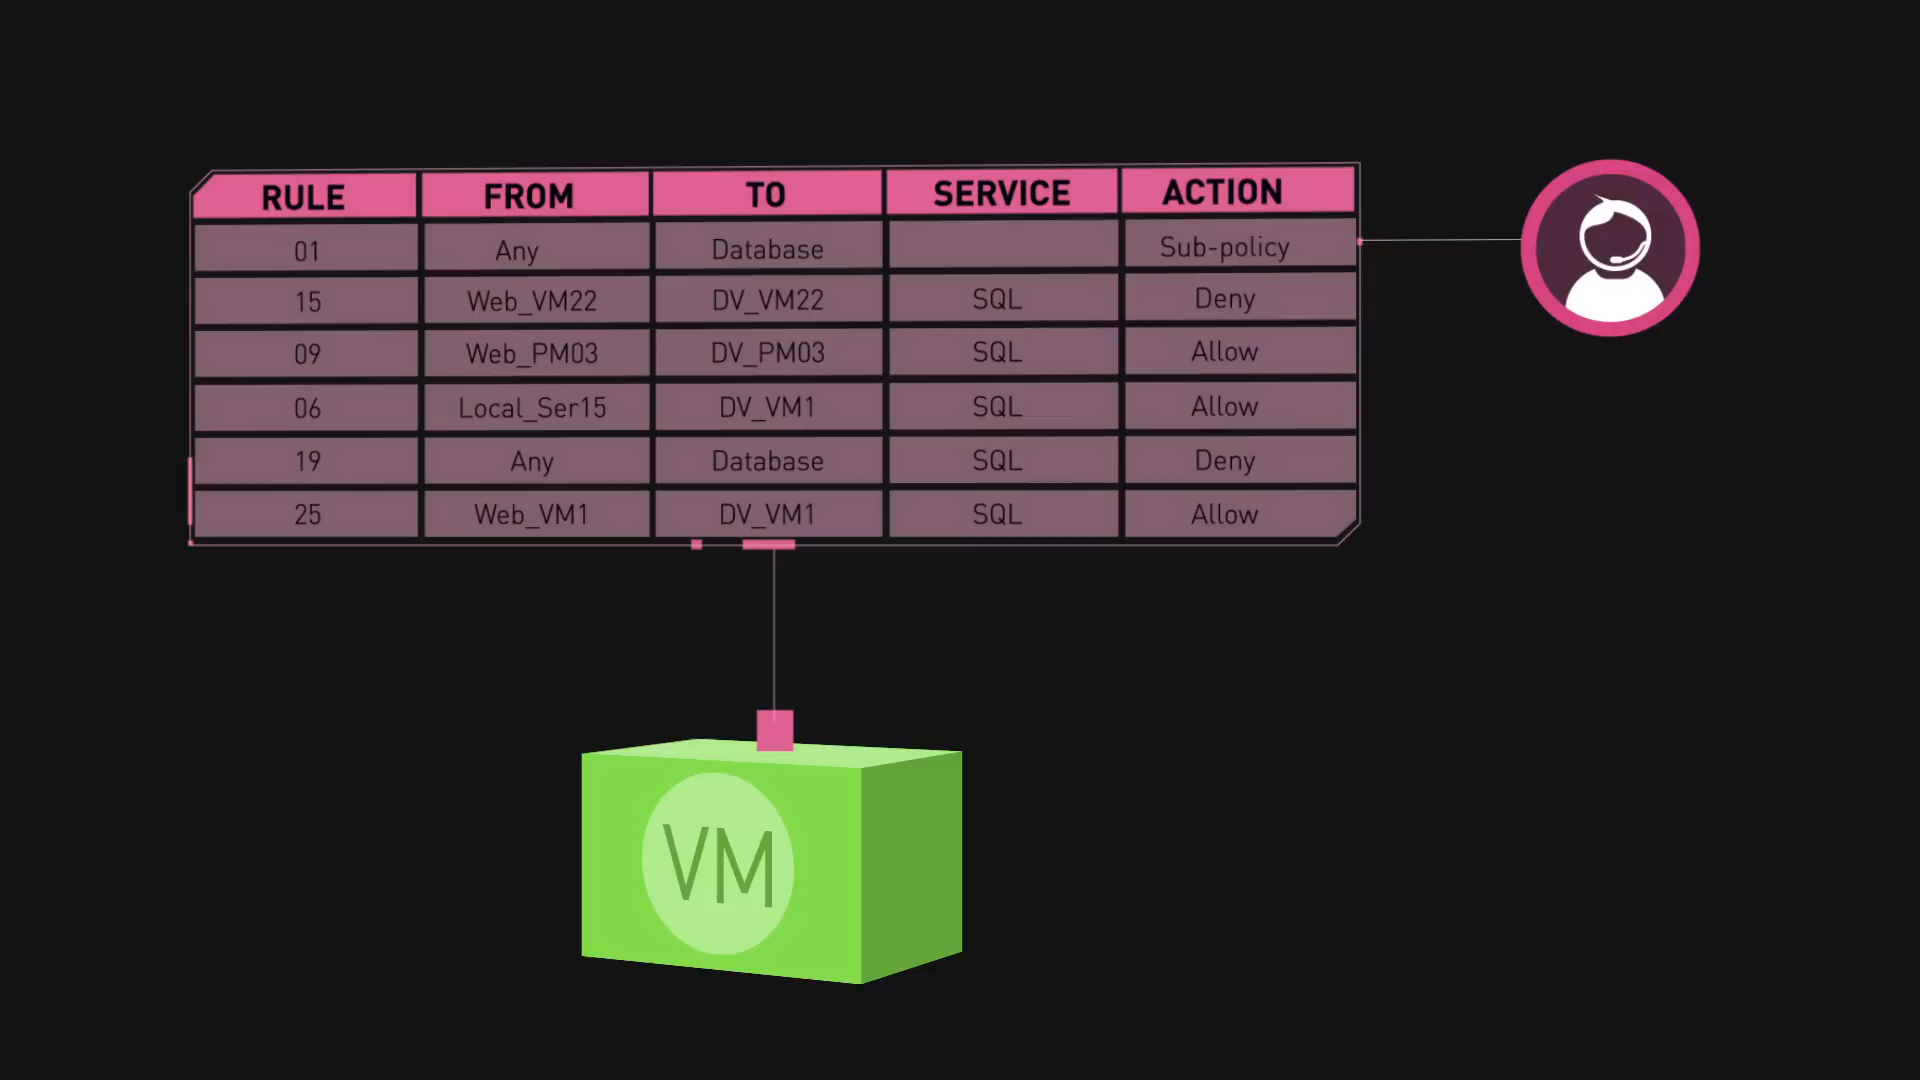 RULE FROM TO SERVICE ACTION
01 Any Database Sub-policy
15 Web_VM22 DV_VM22 SQL Deny
09 Web_PM03 DV_PM03 SQL Allow
06 Local_Ser15 DV_VM1 SQL Allow
19 Any Database SQL Deny
25 Web_VM1 DV_VM1 SQL Allow
VM